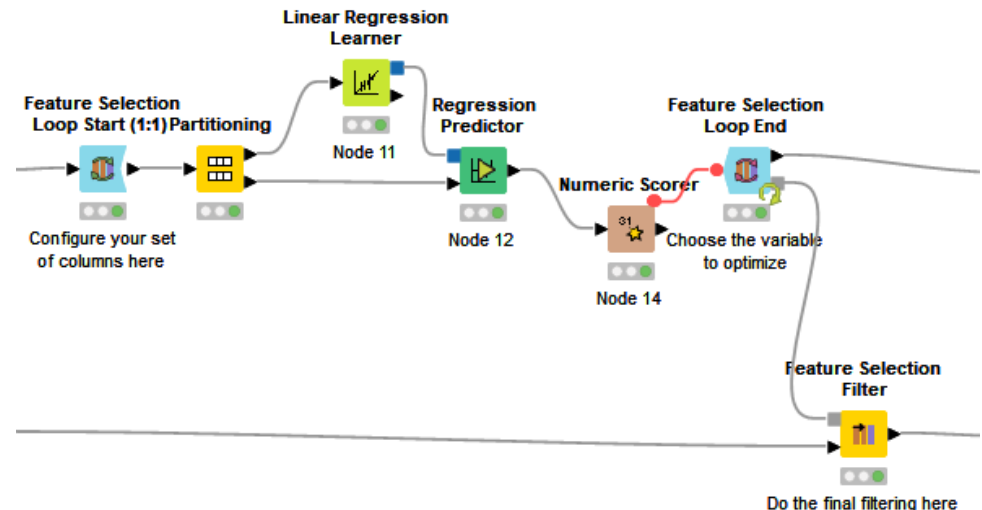 Linear Regression
Learner
Feature Selection
Loop Start (1:1)
Partitioning
Regression
Predictor
Feature Selection
Loop End
Node 11
Numeric Scorer
31
Configure your set
of columns here
Node 12
Choose the variable
to optimize
Node 14
Feature Selection
Filter
Do the final filtering here